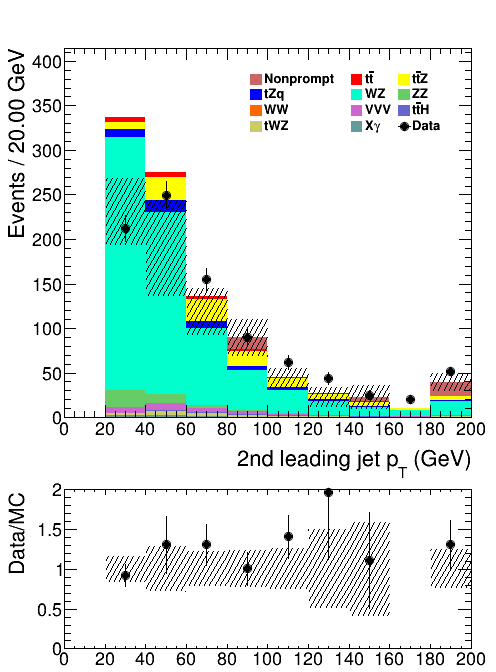 Events / 20.00 GeV
400
350
300
250
200
150
100
50
0
Nonprompt tt̄ tt̄Z
tZq WZ ZZ
WW VVV tt̄H
tWZ Xγ Data
0 20 40 60 80 100 120 140 160 180 200
2nd leading jet p_T (GeV)
Data/MC
2
1.5
1
0.5
0
0 20 40 60 80 100 120 140 160 180 200